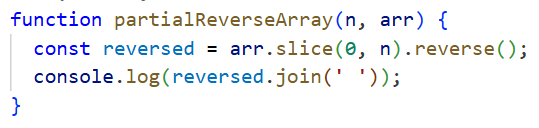 function partialReverseArray(n, arr) {
  const reversed = arr.slice(0, n).reverse();
  console.log(reversed.join(' '));
}